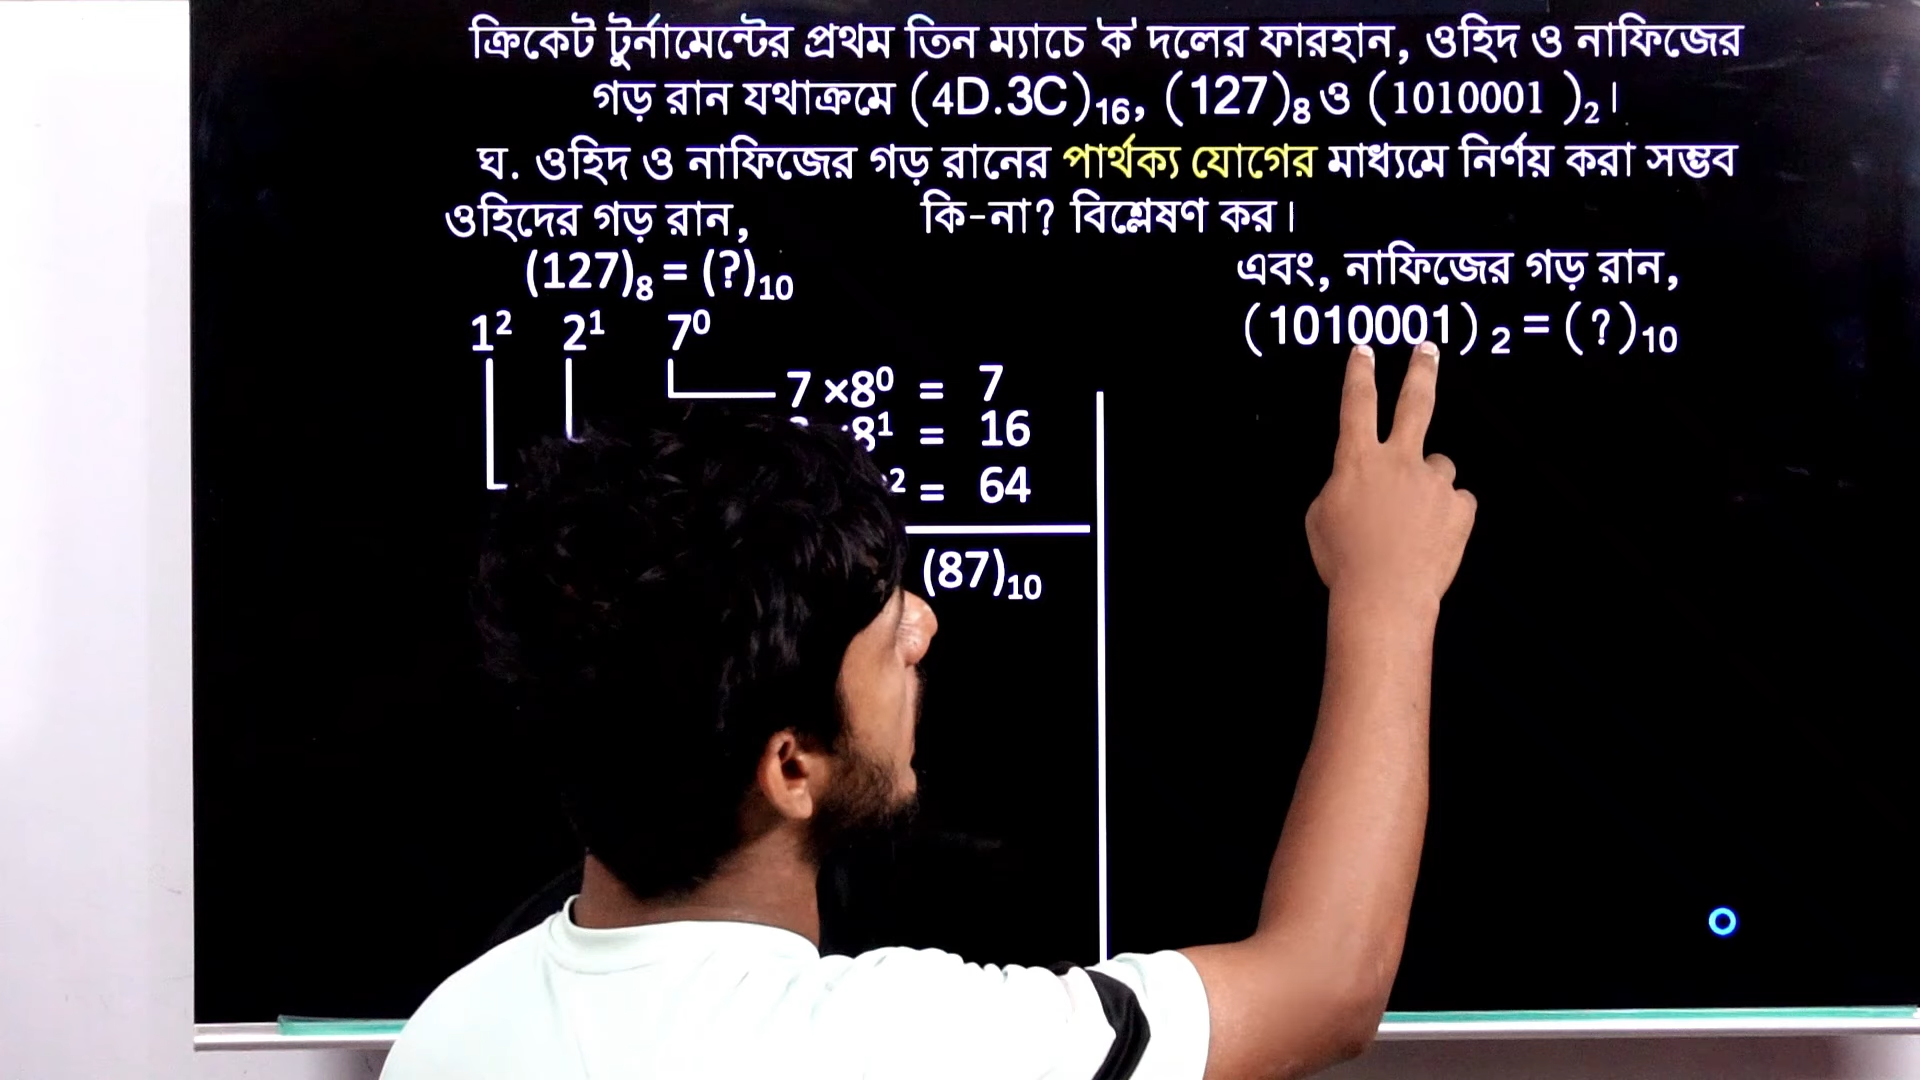 ক্রিকেট টুর্নামেন্টের প্রথম তিন ম্যাচে 'ক' দলের ফারহান, ওহিদ ও নাফিজের
গড় রান যথাক্রমে (4D.3C)₁₆, (127)₈ ও (1010001 )₂।
ঘ. ওহিদ ও নাফিজের গড় রানের পার্থক্য যোগের মাধ্যমে নির্ণয় করা সম্ভব
কি-না? বিশ্লেষণ কর।
ওহিদের গড় রান,
(127)₈ = (?)₁₀
1² 2¹ 7⁰
7 ×8⁰ = 7
8¹ = 16
² = 64
(87)₁₀
এবং, নাফিজের গড় রান,
(1010001) ₂ = (?)₁₀